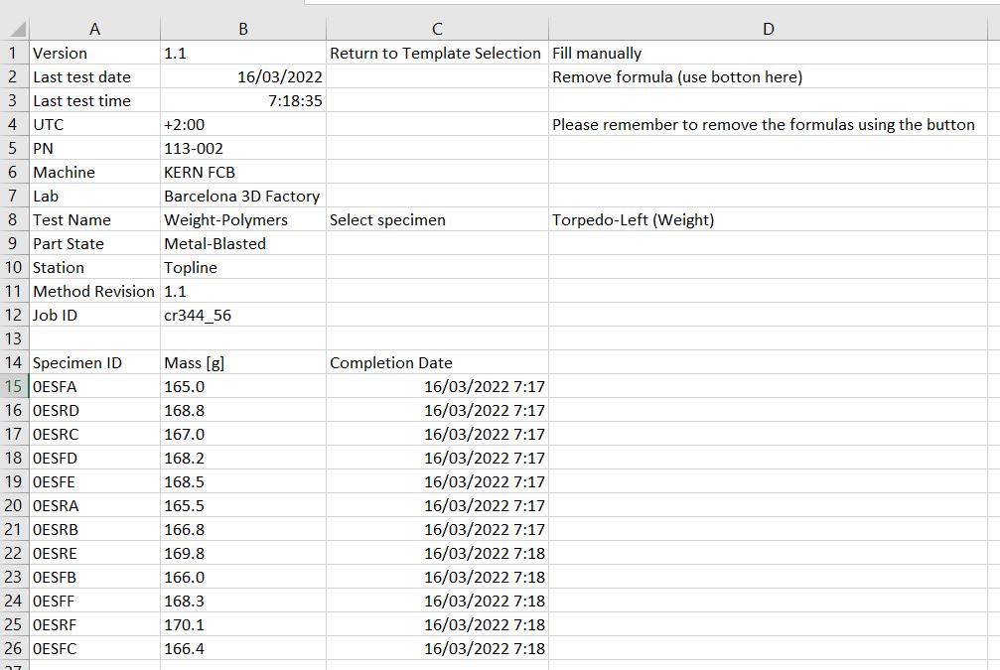 A B C D
1 Version 1.1 Return to Template Selection Fill manually
2 Last test date 16/03/2022 Remove formula (use botton here)
3 Last test time 7:18:35
4 UTC +2:00 Please remember to remove the formulas using the button
5 PN 113-002
6 Machine KERN FCB
7 Lab Barcelona 3D Factory
8 Test Name Weight-Polymers Select specimen Torpedo-Left (Weight)
9 Part State Metal-Blasted
10 Station Topline
11 Method Revision 1.1
12 Job ID cr344_56
13
14 Specimen ID Mass [g] Completion Date
15 0ESFA 165.0 16/03/2022 7:17
16 0ESRD 168.8 16/03/2022 7:17
17 0ESRC 167.0 16/03/2022 7:17
18 0ESFD 168.2 16/03/2022 7:17
19 0ESFE 168.5 16/03/2022 7:17
20 0ESRA 165.5 16/03/2022 7:17
21 0ESRB 166.8 16/03/2022 7:17
22 0ESRE 169.8 16/03/2022 7:18
23 0ESFB 166.0 16/03/2022 7:18
24 0ESFF 168.3 16/03/2022 7:18
25 0ESRF 170.1 16/03/2022 7:18
26 0ESFC 166.4 16/03/2022 7:18
27